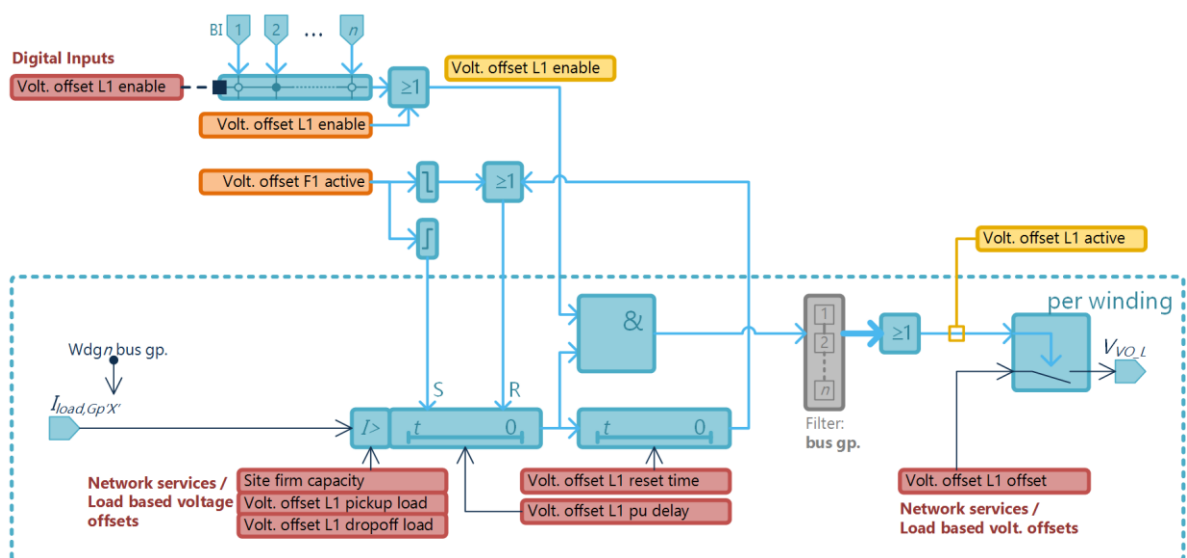 BI
1
2
...
n
Digital Inputs
Volt. offset L1 enable
≥1
Volt. offset L1 enable
Volt. offset L1 enable
Volt. offset F1 active
≥1
Volt. offset L1 active
per winding
&
1
2
n
≥1
Wdgn bus gp.
V_VO_L
S
R
I_load,Gp'X'
I>
t
0
t
0
Filter:
bus gp.
Network services /
Load based voltage
offsets
Site firm capacity
Volt. offset L1 pickup load
Volt. offset L1 dropoff load
Volt. offset L1 reset time
Volt. offset L1 pu delay
Volt. offset L1 offset
Network services /
Load based volt. offsets